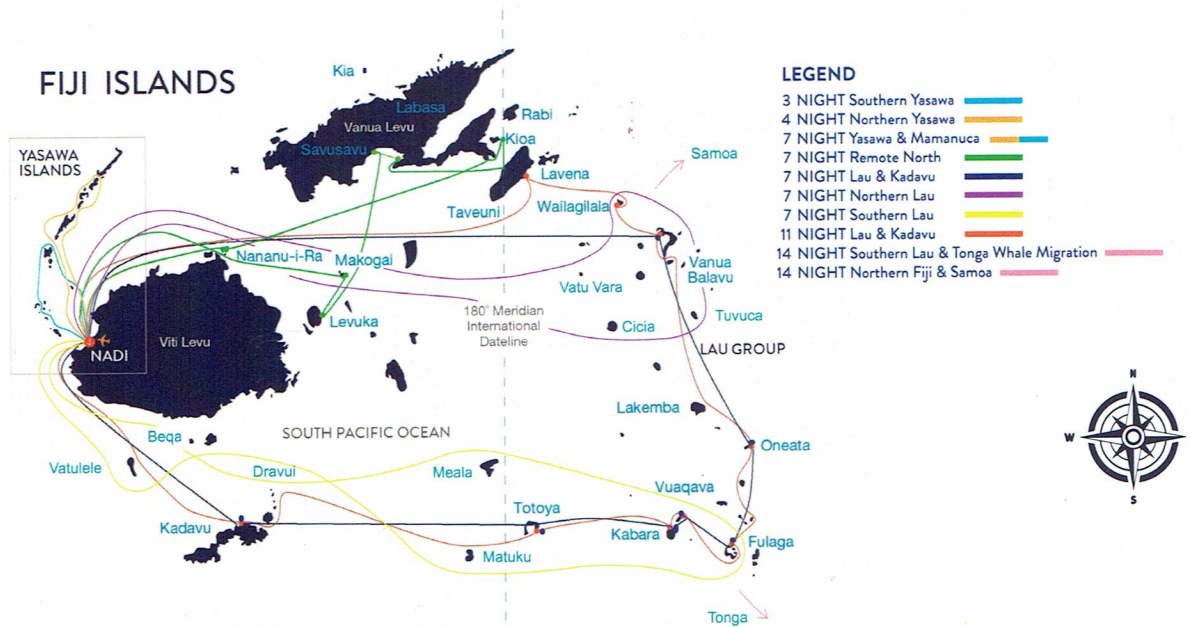 FIJI ISLANDS
Kia
Labasa
Vanua Levu
Savusavu
Rabi
Kioa
YASAWA
ISLANDS
Lavena
Samoa
Taveuni
Wailagilala
Nananu-i-Ra
Makogai
Vanua
Balavu
Vatu Vara
Levuka
180° Meridian
International
Dateline
Cicia
Tuvuca
NADI
Viti Levu
LAU GROUP
Lakemba
Beqa
SOUTH PACIFIC OCEAN
Oneata
Vatulele
Dravui
Meala
Vuaqava
Totoya
Kadavu
Kabara
Fulaga
Matuku
Tonga
LEGEND
3 NIGHT Southern Yasawa
4 NIGHT Northern Yasawa
7 NIGHT Yasawa & Mamanuca
7 NIGHT Remote North
7 NIGHT Lau & Kadavu
7 NIGHT Northern Lau
7 NIGHT Southern Lau
11 NIGHT Lau & Kadavu
14 NIGHT Southern Lau & Tonga Whale Migration
14 NIGHT Northern Fiji & Samoa
N
W
E
S